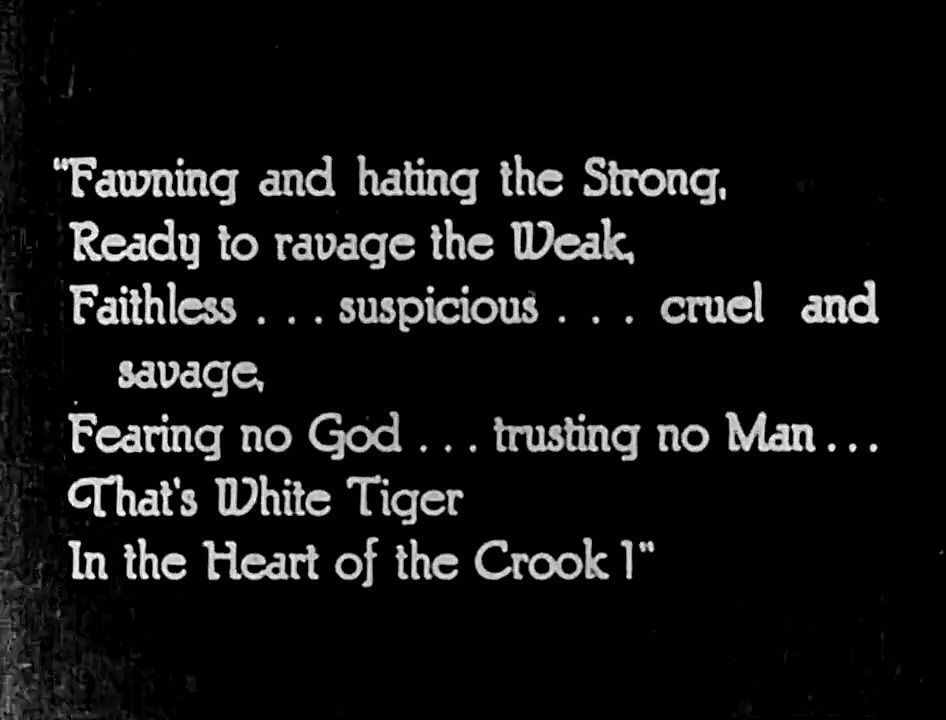 "Fawning and hating the Strong,
Ready to ravage the Weak,
Faithless . . . suspicious . . . cruel and
savage,
Fearing no God . . . trusting no Man . . .
That's White Tiger
In the Heart of the Crook !"